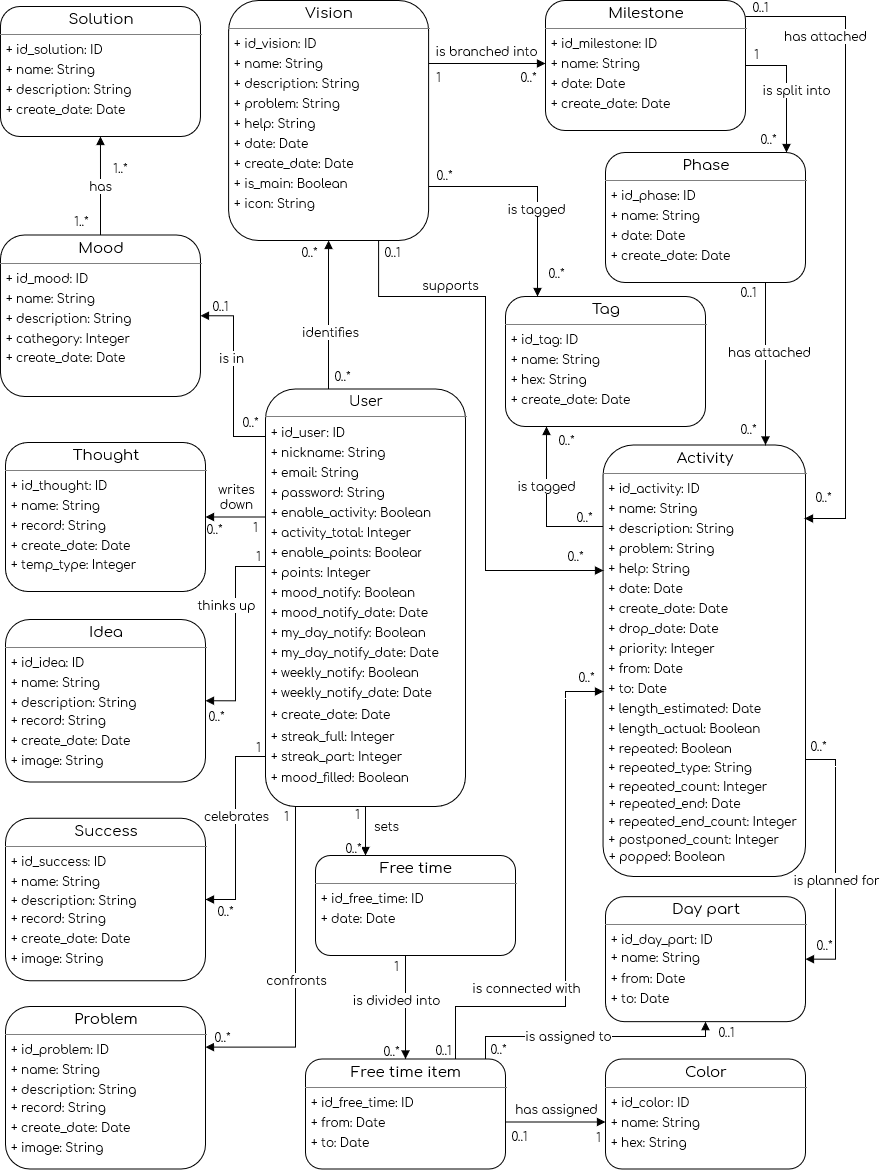 Solution
+ id_solution: ID
+ name: String
+ description: String
+ create_date: Date
1..*
has
1..*
Mood
+ id_mood: ID
+ name: String
+ description: String
+ cathegory: Integer
+ create_date: Date
0..1
is in
0..*
Vision
+ id_vision: ID
+ name: String
+ description: String
+ problem: String
+ help: String
+ date: Date
+ create_date: Date
+ is_main: Boolean
+ icon: String
is branched into
1
0..*
Milestone
+ id_milestone: ID
+ name: String
+ date: Date
+ create_date: Date
0..1
has attached
0..*
1
is split into
0..*
Phase
+ id_phase: ID
+ name: String
+ date: Date
+ create_date: Date
0..1
has attached
0..*
0..*
is tagged
0..*
0..1
supports
0..*
0..*
identifies
0..*
Tag
+ id_tag: ID
+ name: String
+ hex: String
+ create_date: Date
0..*
is tagged
0..*
User
+ id_user: ID
+ nickname: String
+ email: String
+ password: String
+ enable_activity: Boolean
+ activity_total: Integer
+ enable_points: Boolear
+ points: Integer
+ mood_notify: Boolean
+ mood_notify_date: Date
+ my_day_notify: Boolean
+ my_day_notify_date: Date
+ weekly_notify: Boolean
+ weekly_notify_date: Date
+ create_date: Date
+ streak_full: Integer
+ streak_part: Integer
+ mood_filled: Boolean
Thought
+ id_thought: ID
+ name: String
+ record: String
+ create_date: Date
+ temp_type: Integer
writes
down
0..*
1
1
thinks up
0..*
Idea
+ id_idea: ID
+ name: String
+ description: String
+ record: String
+ create_date: Date
+ image: String
1
celebrates
0..*
Success
+ id_success: ID
+ name: String
+ description: String
+ record: String
+ create_date: Date
+ image: String
1
confronts
0..*
Problem
+ id_problem: ID
+ name: String
+ description: String
+ record: String
+ create_date: Date
+ image: String
1
sets
0..*
Free time
+ id_free_time: ID
+ date: Date
1
is divided into
0..*
Free time item
+ id_free_time: ID
+ from: Date
+ to: Date
0..1
is connected with
0..*
0..*
is assigned to
0..1
has assigned
0..1
1
Color
+ id_color: ID
+ name: String
+ hex: String
Activity
+ id_activity: ID
+ name: String
+ description: String
+ problem: String
+ help: String
+ date: Date
+ create_date: Date
+ drop_date: Date
+ priority: Integer
+ from: Date
+ to: Date
+ length_estimated: Date
+ length_actual: Boolean
+ repeated: Boolean
+ repeated_type: String
+ repeated_count: Integer
+ repeated_end: Date
+ repeated_end_count: Integer
+ postponed_count: Integer
+ popped: Boolean
0..*
is planned for
0..*
Day part
+ id_day_part: ID
+ name: String
+ from: Date
+ to: Date